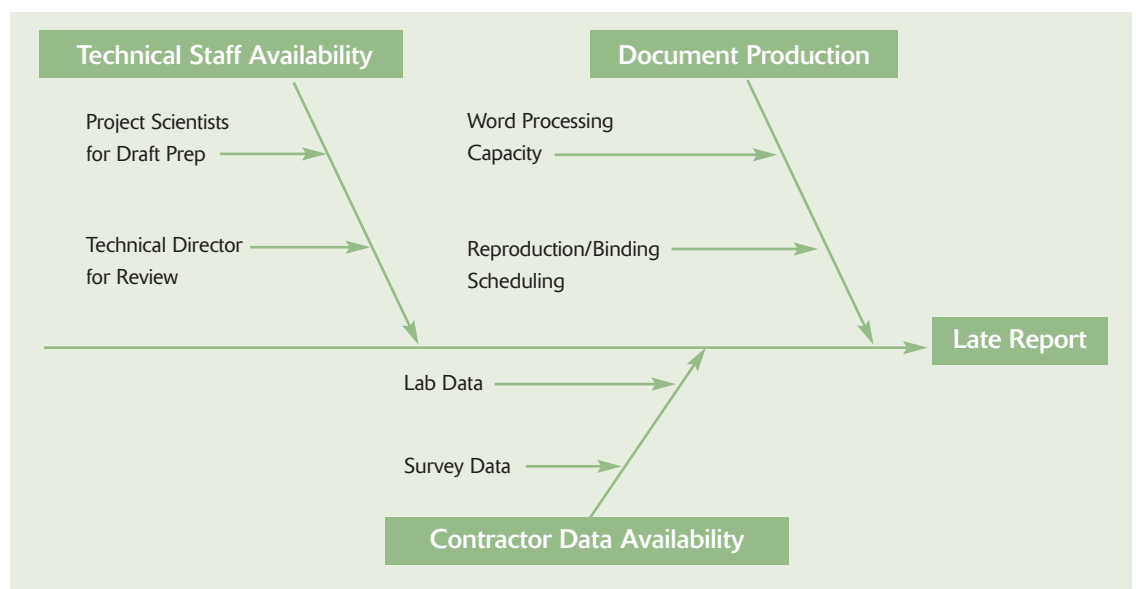 Technical Staff Availability
Document Production
Project Scientists
for Draft Prep
Word Processing
Capacity
Technical Director
for Review
Reproduction/Binding
Scheduling
Late Report
Lab Data
Survey Data
Contractor Data Availability